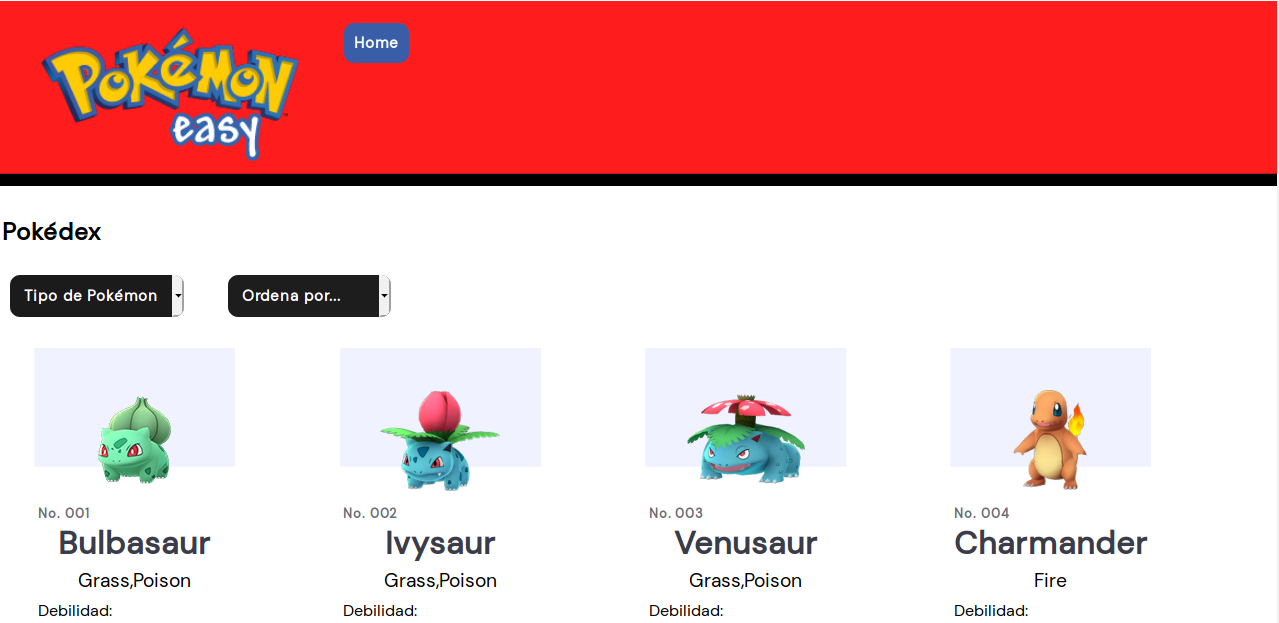 POKéMON
easy
Home
Pokédex
Tipo de Pokémon
Ordena por...
No. 001
Bulbasaur
Grass,Poison
Debilidad:
No. 002
Ivysaur
Grass,Poison
Debilidad:
No. 003
Venusaur
Grass,Poison
Debilidad:
No. 004
Charmander
Fire
Debilidad: